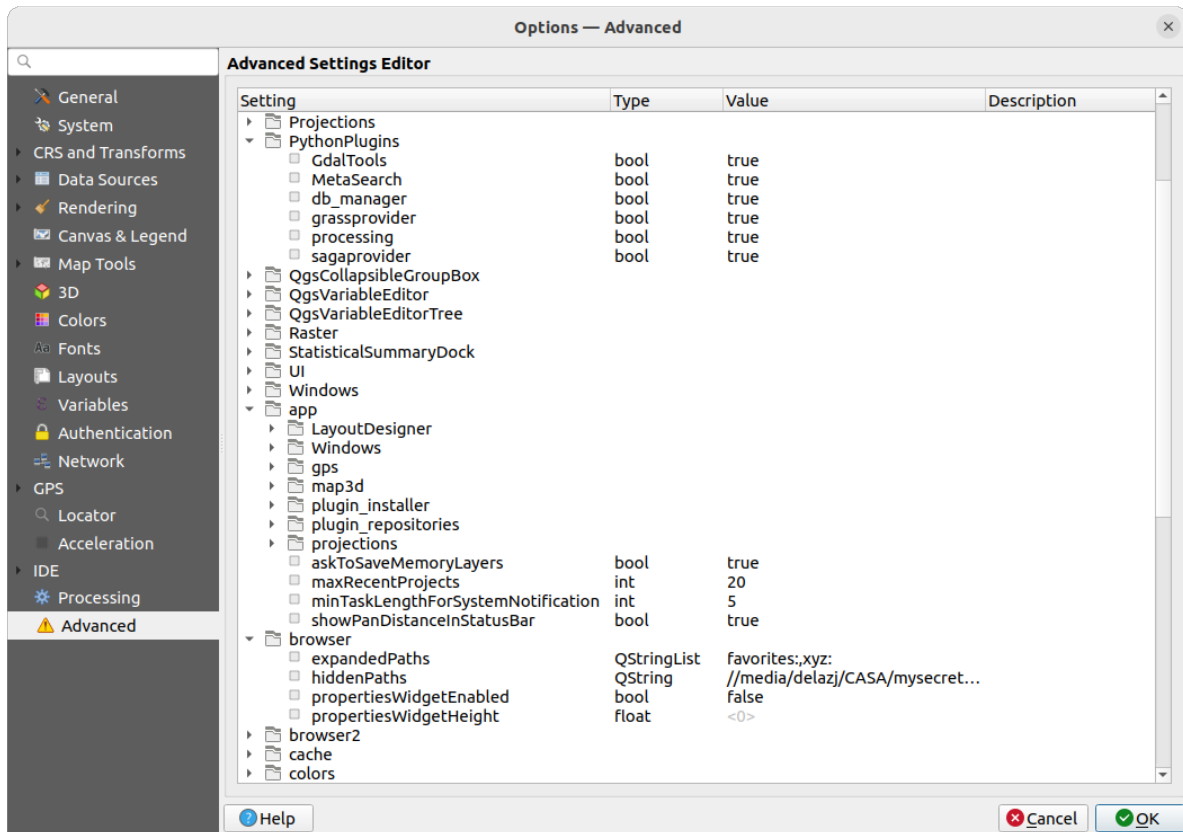 Options — Advanced
Advanced Settings Editor
General
System
CRS and Transforms
Data Sources
Rendering
Canvas & Legend
Map Tools
3D
Colors
Aa Fonts
Layouts
Variables
Authentication
Network
GPS
Locator
Acceleration
IDE
Processing
Advanced
Setting Type Value Description
Projections
PythonPlugins
GdalTools bool true
MetaSearch bool true
db_manager bool true
grassprovider bool true
processing bool true
sagaprovider bool true
QgsCollapsibleGroupBox
QgsVariableEditor
QgsVariableEditorTree
Raster
StatisticalSummaryDock
UI
Windows
app
LayoutDesigner
Windows
gps
map3d
plugin_installer
plugin_repositories
projections
askToSaveMemoryLayers bool true
maxRecentProjects int 20
minTaskLengthForSystemNotification int 5
showPanDistanceInStatusBar bool true
browser
expandedPaths QStringList favorites:,xyz:
hiddenPaths QString //media/delazj/CASA/mysecret...
propertiesWidgetEnabled bool false
propertiesWidgetHeight float <0>
browser2
cache
colors
? Help
Cancel
OK